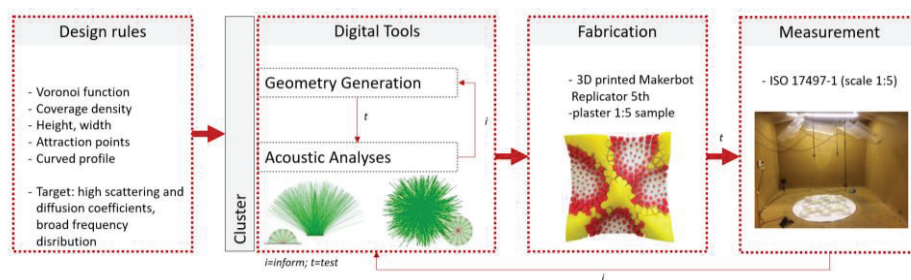 Design rules
- Voronoi function
- Coverage density
- Height, width
- Attraction points
- Curved profile
- Target: high scattering and
diffusion coefficients,
broad frequency
disribution
Cluster
Digital Tools
Geometry Generation
t
i
Acoustic Analyses
i=inform; t=test
Fabrication
- 3D printed Makerbot
Replicator 5th
-plaster 1:5 sample
t
Measurement
- ISO 17497-1 (scale 1:5)
i